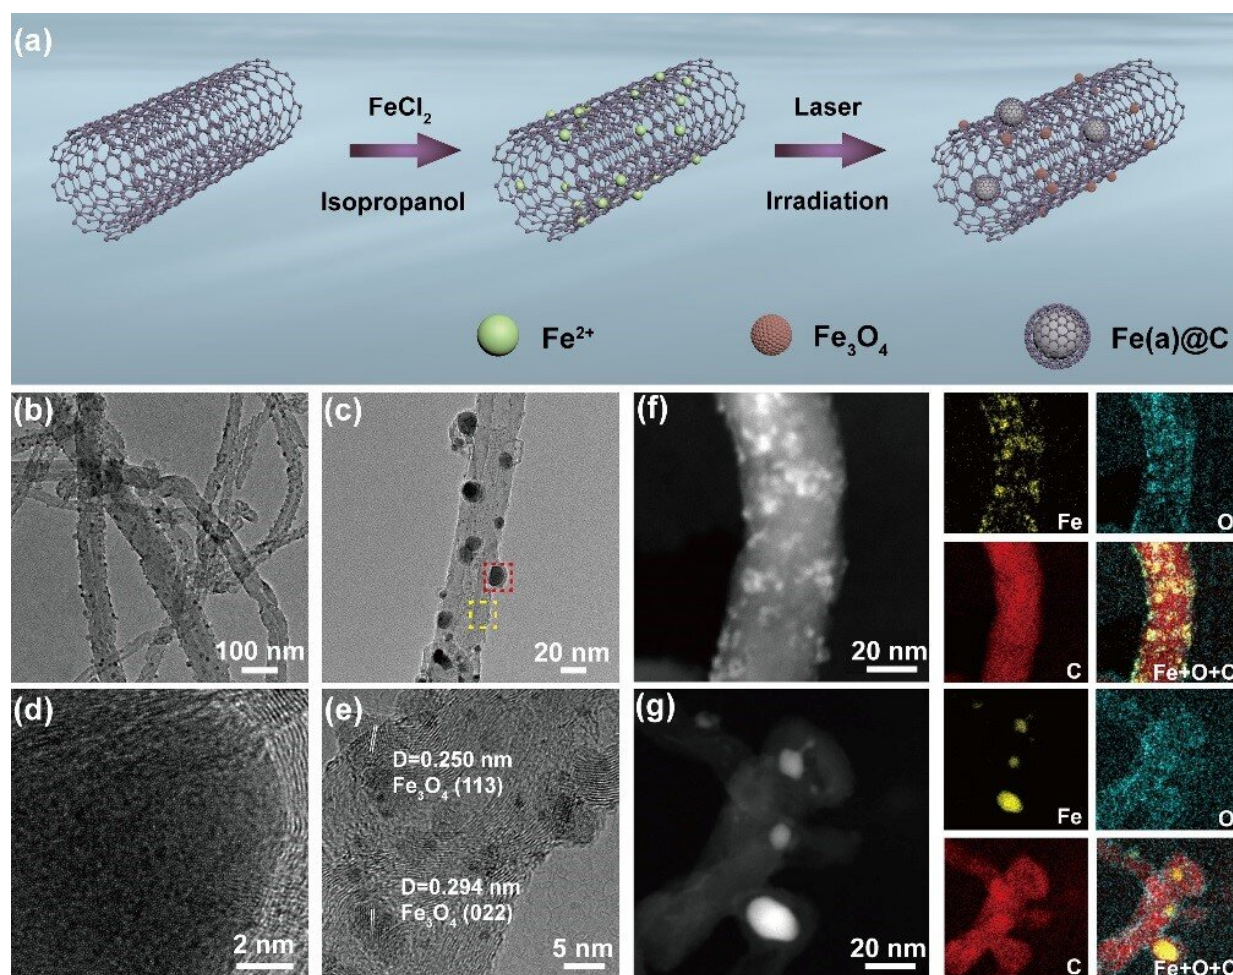 (a)
FeCl₂
Isopropanol
Laser
Irradiation
Fe²⁺
Fe₃O₄
Fe(a)@C
(b)
100 nm
(c)
20 nm
(f)
20 nm
Fe
O
C
Fe+O+C
(d)
2 nm
(e)
D=0.250 nm
Fe₃O₄ (113)
D=0.294 nm
Fe₃O₄ (022)
5 nm
(g)
20 nm
Fe
O
C
Fe+O+C